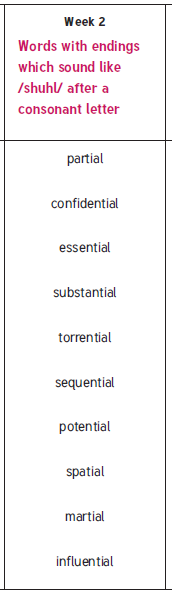 Week 2
Words with endings
which sound like
/shuhl/ after a
consonant letter
partial
confidential
essential
substantial
torrential
sequential
potential
spatial
martial
influential